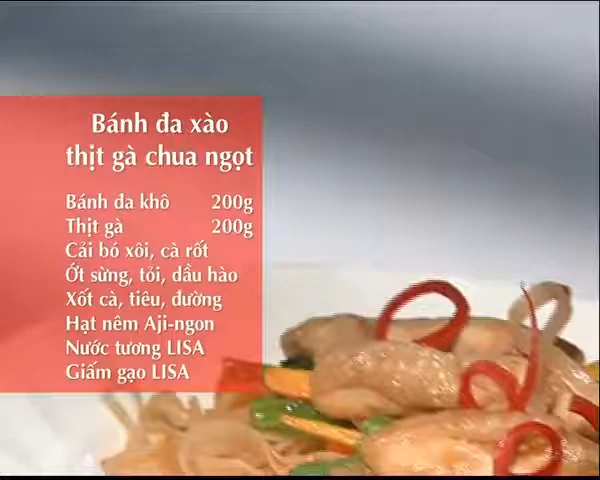 Bánh đa xào
thịt gà chua ngọt
Bánh đa khô 200g
Thịt gà 200g
Cải bó xôi, cà rốt
Ớt sừng, tỏi, dầu hào
Xốt cà, tiêu, đường
Hạt nêm Aji-ngon
Nước tương LISA
Giấm gạo LISA